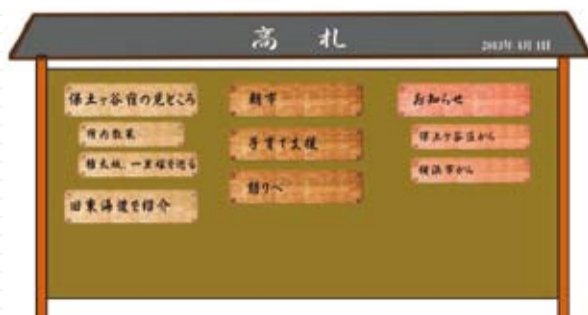 高札
2013年 4月 1日
保土ヶ谷宿の見どころ
宿内散策
権太坂、一里塚を巡る
旧東海道を紹介
朝市
子育て支援
語りべ
お知らせ
保土ケ谷区から
横浜市から